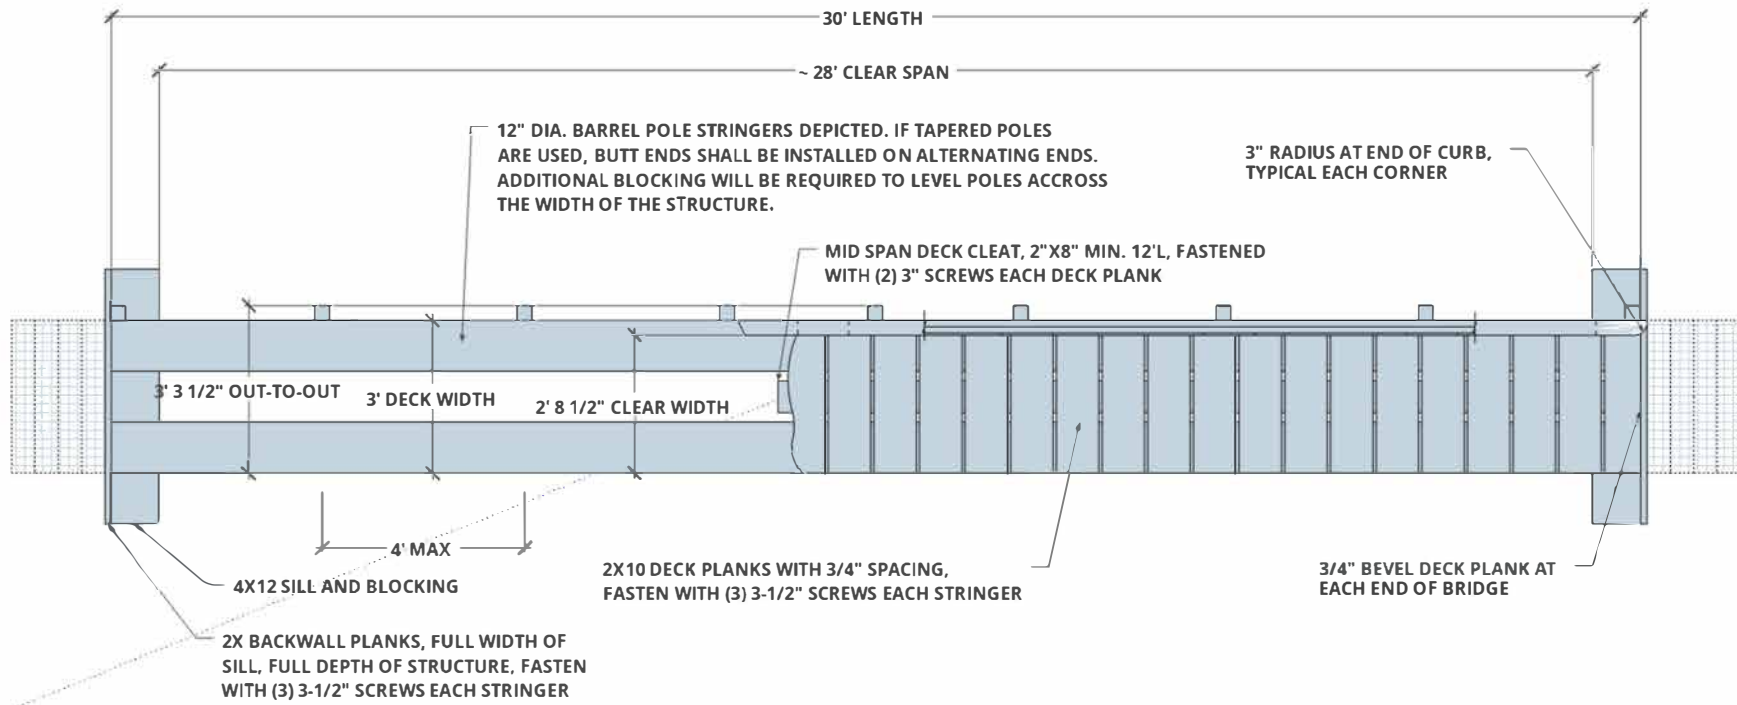 30' LENGTH
~ 28' CLEAR SPAN
12" DIA. BARREL POLE STRINGERS DEPICTED. IF TAPERED POLES
ARE USED, BUTT ENDS SHALL BE INSTALLED ON ALTERNATING ENDS.
ADDITIONAL BLOCKING WILL BE REQUIRED TO LEVEL POLES ACCROSS
THE WIDTH OF THE STRUCTURE.
3" RADIUS AT END OF CURB,
TYPICAL EACH CORNER
MID SPAN DECK CLEAT, 2"X8" MIN. 12'L, FASTENED
WITH (2) 3" SCREWS EACH DECK PLANK
3' 3 1/2" OUT-TO-OUT
3' DECK WIDTH
2' 8 1/2" CLEAR WIDTH
4' MAX
4X12 SILL AND BLOCKING
2X10 DECK PLANKS WITH 3/4" SPACING,
FASTEN WITH (3) 3-1/2" SCREWS EACH STRINGER
3/4" BEVEL DECK PLANK AT
EACH END OF BRIDGE
2X BACKWALL PLANKS, FULL WIDTH OF
SILL, FULL DEPTH OF STRUCTURE, FASTEN
WITH (3) 3-1/2" SCREWS EACH STRINGER